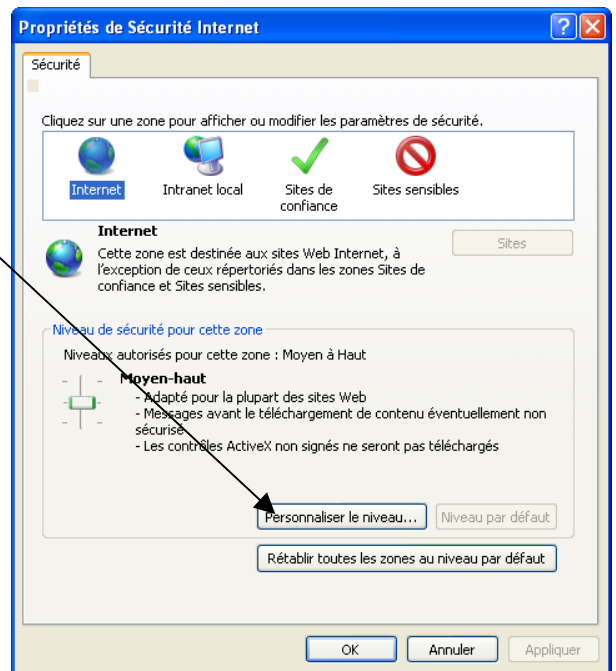 Propriétés de Sécurité Internet
Sécurité
Cliquez sur une zone pour afficher ou modifier les paramètres de sécurité.
Internet
Intranet local
Sites de
confiance
Sites sensibles
Internet
Sites
Cette zone est destinée aux sites Web Internet, à
l'exception de ceux répertoriés dans les zones Sites de
confiance et Sites sensibles.
Niveau de sécurité pour cette zone
Niveaux autorisés pour cette zone : Moyen à Haut
Moyen-haut
- Adapté pour la plupart des sites Web
- Messages avant le téléchargement de contenu éventuellement non
sécurisé
- Les contrôles ActiveX non signés ne seront pas téléchargés
Personnaliser le niveau...
Niveau par défaut
Rétablir toutes les zones au niveau par défaut
OK
Annuler
Appliquer